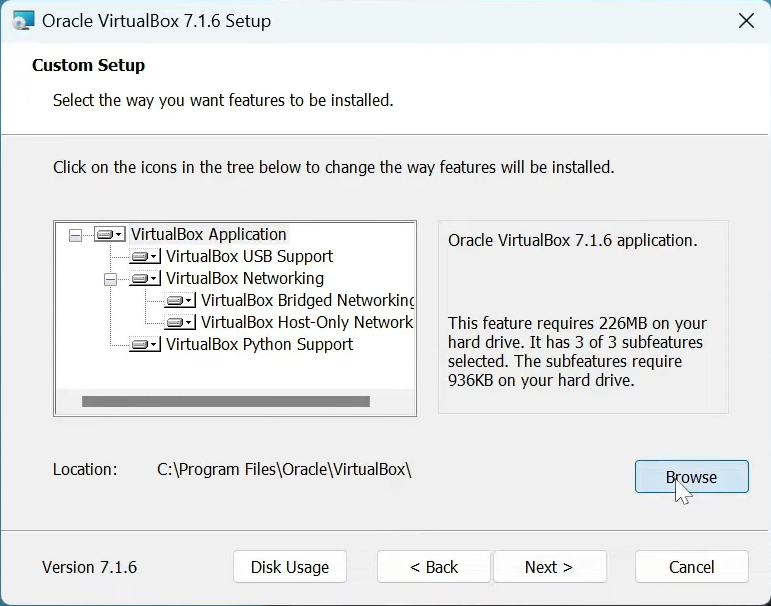 Oracle VirtualBox 7.1.6 Setup
Custom Setup
Select the way you want features to be installed.
Click on the icons in the tree below to change the way features will be installed.
VirtualBox Application
VirtualBox USB Support
VirtualBox Networking
VirtualBox Bridged Networking
VirtualBox Host-Only Network
VirtualBox Python Support
Oracle VirtualBox 7.1.6 application.
This feature requires 226MB on your
hard drive. It has 3 of 3 subfeatures
selected. The subfeatures require
936KB on your hard drive.
Location: C:\Program Files\Oracle\VirtualBox\
Browse
Version 7.1.6
Disk Usage
< Back
Next >
Cancel